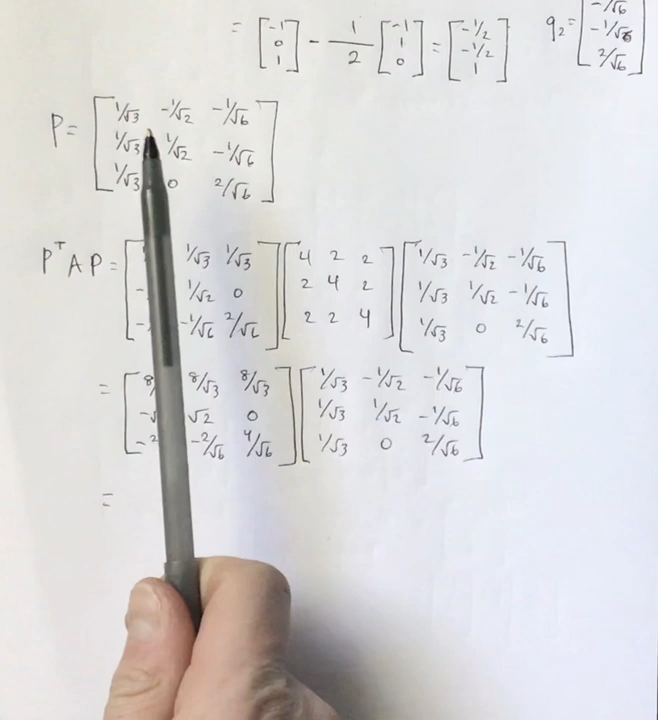 = [-1 0 1] - 1/2 [-1 1 0] = [-1/2 -1/2 1] q₂ = [-1/√6 -1/√6 2/√6]
P = [1/√3 -1/√2 -1/√6
1/√3 1/√2 -1/√6
1/√3 0 2/√6]
PᵀAP = [1/√3 1/√3] [4 2 2] [1/√3 -1/√2 -1/√6]
[- 1/√2 0] [2 4 2] [1/√3 1/√2 -1/√6]
[- -1/√6 2/√6] [2 2 4] [1/√3 0 2/√6]
= [8/ 8/√3 8/√3] [1/√3 -1/√2 -1/√6]
[-√ √2 0] [1/√3 1/√2 -1/√6]
[-2 -2/√6 4/√6] [1/√3 0 2/√6]
=